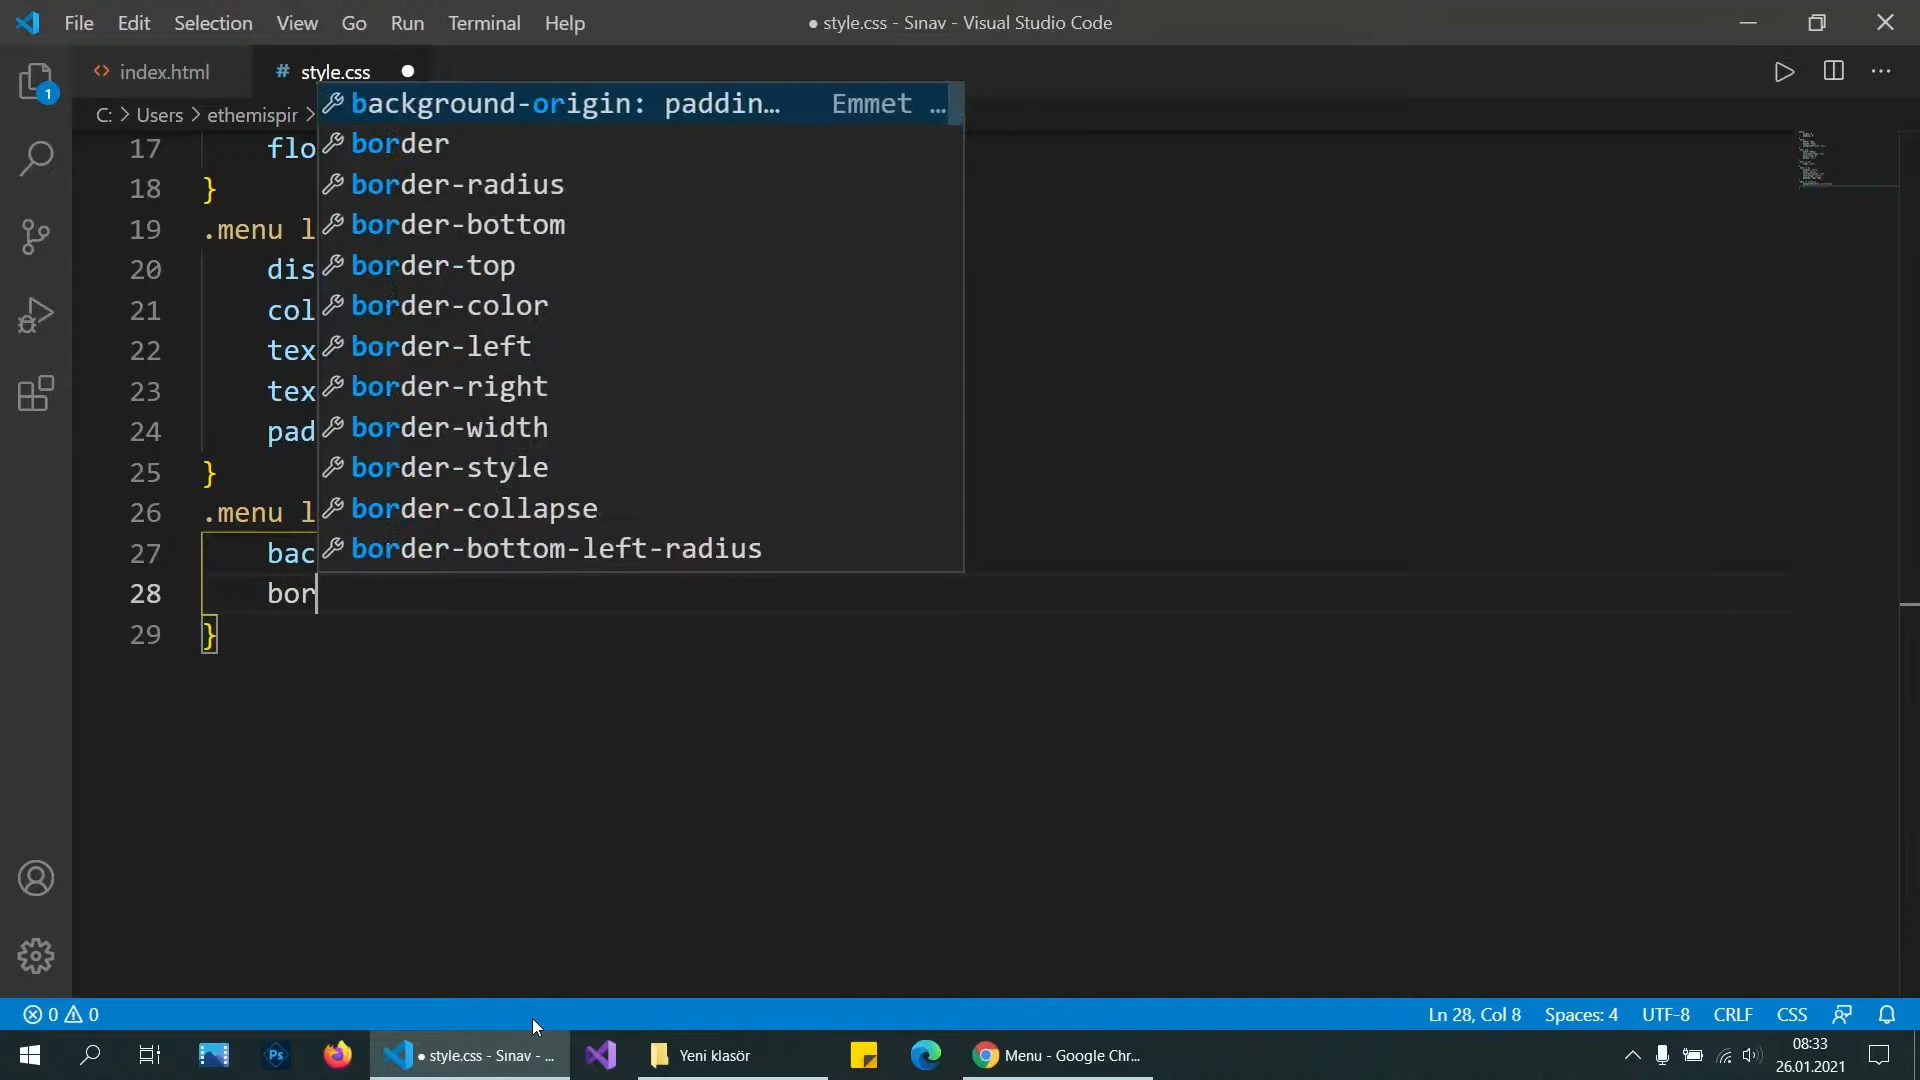 File Edit Selection View Go Run Terminal Help ● style.css - Sınav - Visual Studio Code
index.html # style.css
C: > Users > ethemispir >
1
background-origin: paddin… Emmet …
border
border-radius
border-bottom
border-top
border-color
border-left
border-right
border-width
border-style
border-collapse
border-bottom-left-radius
17 flo
18 }
19 .menu l
20 dis
21 col
22 tex
23 tex
24 pad
25 }
26 .menu l
27 bac
28 bor
29 }
0 0 Ln 28, Col 8 Spaces: 4 UTF-8 CRLF CSS
Ps ● style.css - Sınav - ... Yeni klasör Menu - Google Chr... 08:33
26.01.2021